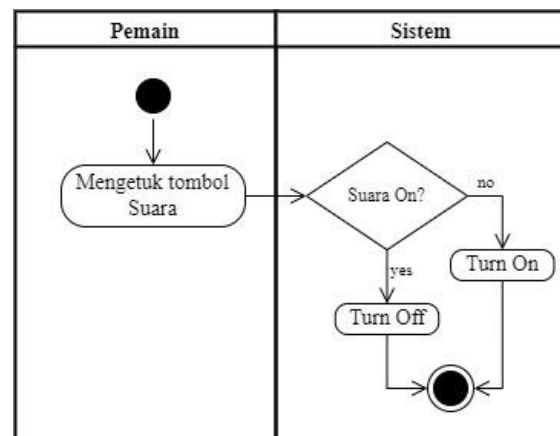 Pemain
Sistem
Mengetuk tombol
Suara
Suara On?
no
yes
Turn On
Turn Off